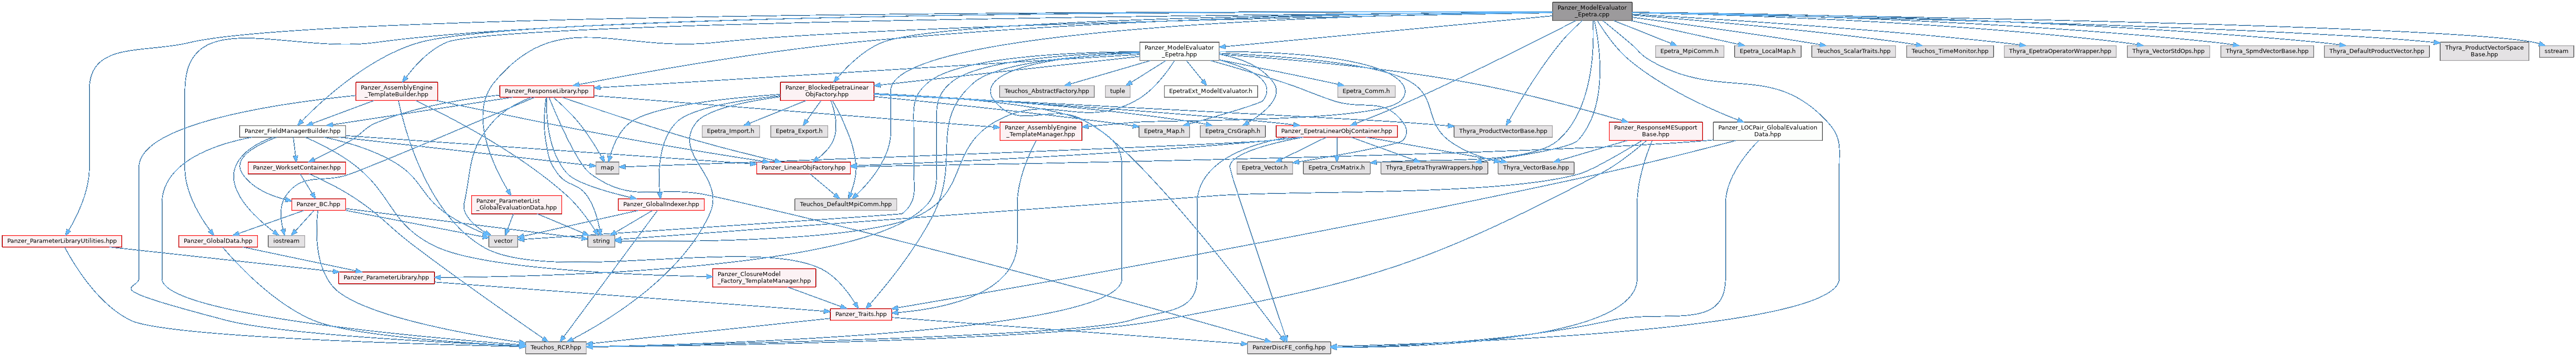 Panzer_ModelEvaluator
_Epetra.cpp
Panzer_ModelEvaluator
_Epetra.hpp
Epetra_MpiComm.h
Epetra_LocalMap.h
Teuchos_ScalarTraits.hpp
Teuchos_TimeMonitor.hpp
Thyra_EpetraOperatorWrapper.hpp
Thyra_VectorStdOps.hpp
Thyra_SpmdVectorBase.hpp
Thyra_DefaultProductVector.hpp
Thyra_ProductVectorSpace
Base.hpp
sstream
Panzer_AssemblyEngine
_TemplateBuilder.hpp
Panzer_ResponseLibrary.hpp
Panzer_BlockedEpetraLinear
ObjFactory.hpp
Teuchos_AbstractFactory.hpp
tuple
EpetraExt_ModelEvaluator.h
Epetra_Comm.h
Panzer_FieldManagerBuilder.hpp
Epetra_Import.h
Epetra_Export.h
Panzer_AssemblyEngine
_TemplateManager.hpp
Epetra_Map.h
Epetra_CrsGraph.h
Panzer_EpetraLinearObjContainer.hpp
Thyra_ProductVectorBase.hpp
Panzer_ResponseMESupport
Base.hpp
Panzer_LOCPair_GlobalEvaluation
Data.hpp
Panzer_WorksetContainer.hpp
map
Panzer_LinearObjFactory.hpp
Epetra_Vector.h
Epetra_CrsMatrix.h
Thyra_EpetraThyraWrappers.hpp
Thyra_VectorBase.hpp
Panzer_BC.hpp
Panzer_ParameterList
_GlobalEvaluationData.hpp
Panzer_GlobalIndexer.hpp
Teuchos_DefaultMpiComm.hpp
Panzer_ParameterLibraryUtilities.hpp
Panzer_GlobalData.hpp
iostream
vector
string
Panzer_ParameterLibrary.hpp
Panzer_ClosureModel
_Factory_TemplateManager.hpp
Panzer_Traits.hpp
Teuchos_RCP.hpp
PanzerDiscFE_config.hpp